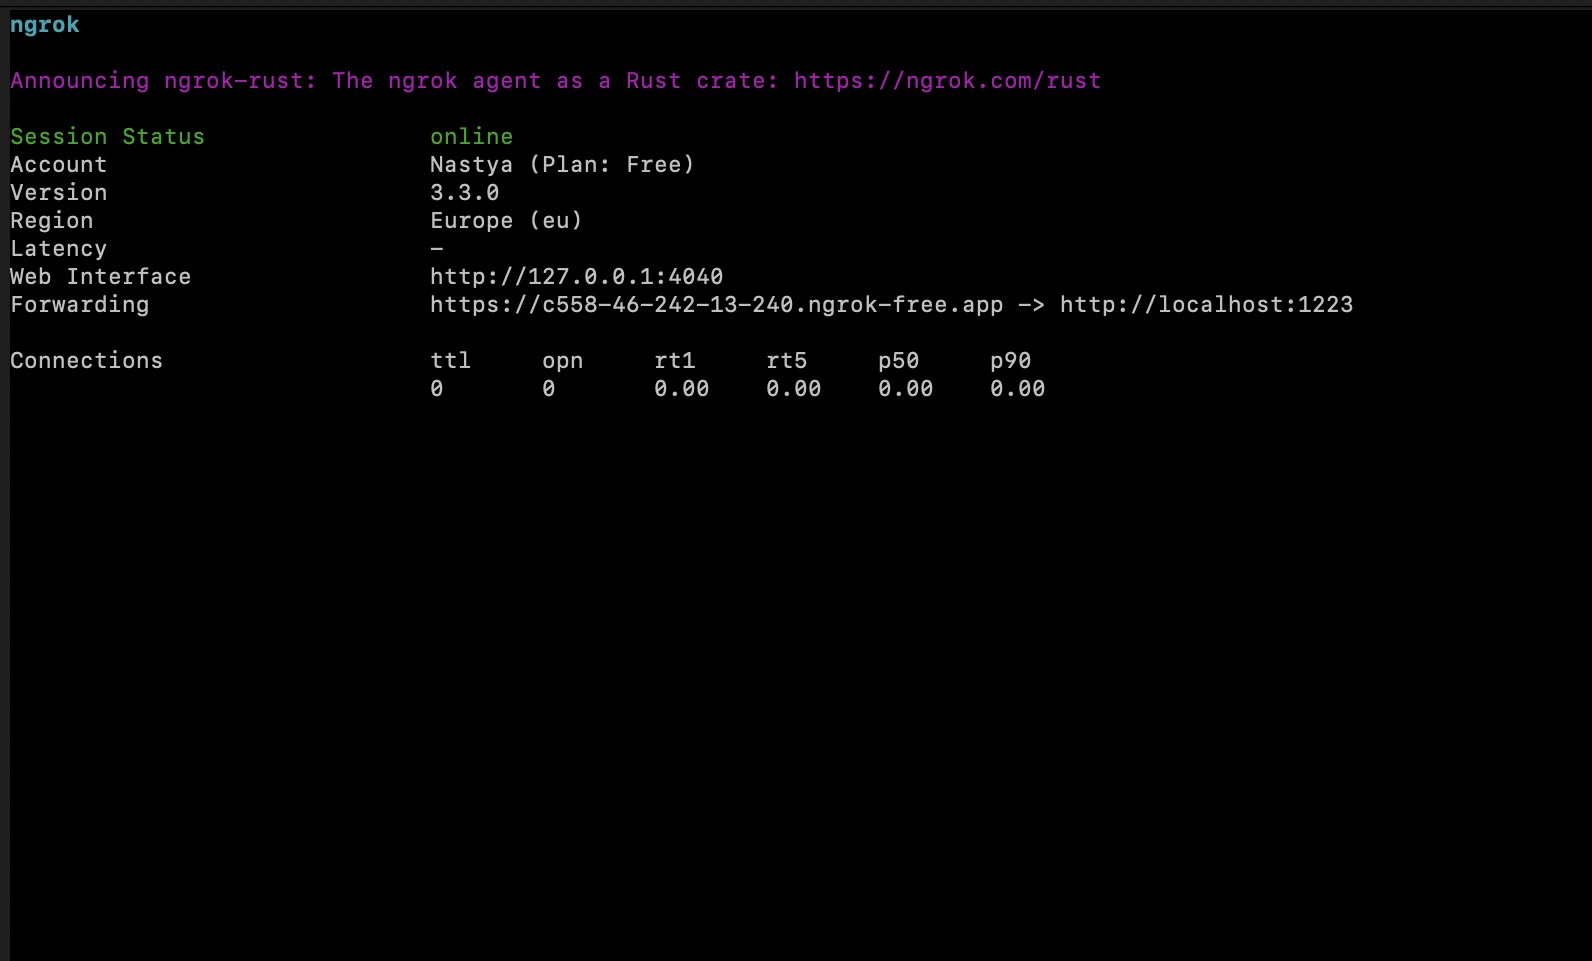 ngrok
Announcing ngrok-rust: The ngrok agent as a Rust crate: https://ngrok.com/rust
Session Status online
Account Nastya (Plan: Free)
Version 3.3.0
Region Europe (eu)
Latency -
Web Interface http://127.0.0.1:4040
Forwarding https://c558-46-242-13-240.ngrok-free.app -> http://localhost:1223
Connections ttl opn rt1 rt5 p50 p90
0 0 0.00 0.00 0.00 0.00